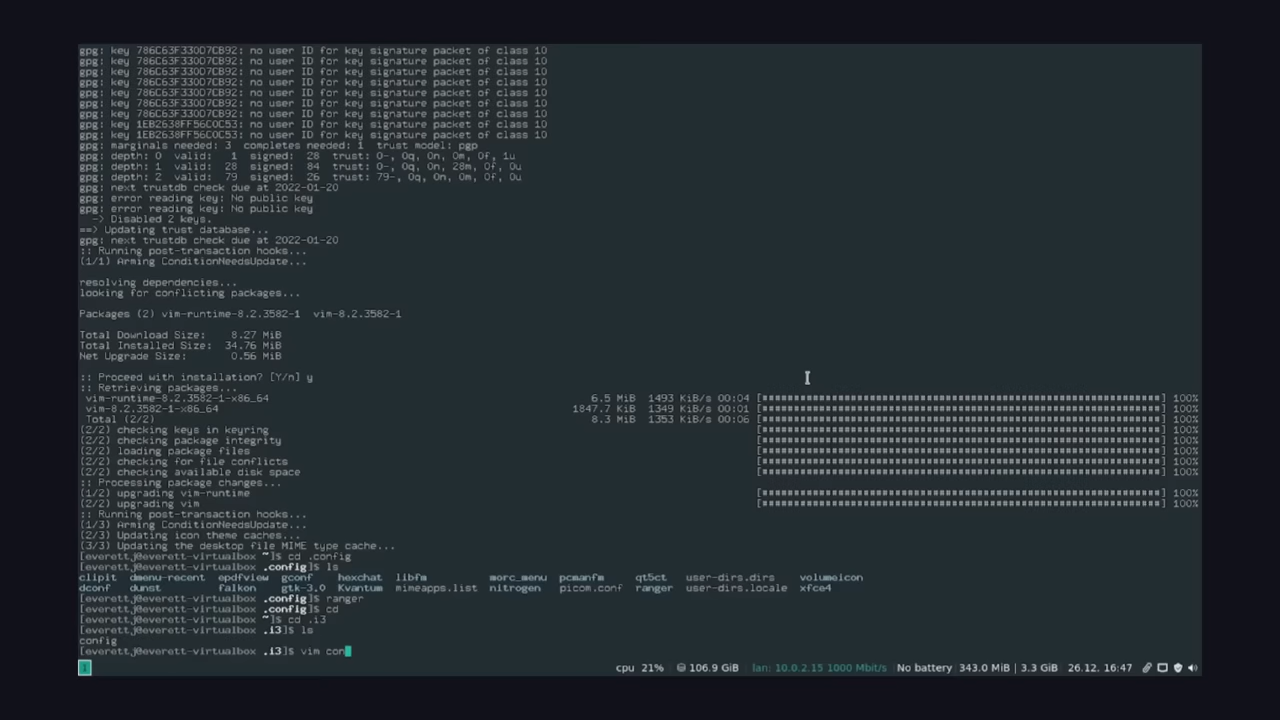 gpg: key 786C63F330D7CB92: no user ID for key signature packet of class 10
gpg: key 786C63F330D7CB92: no user ID for key signature packet of class 10
gpg: key 786C63F330D7CB92: no user ID for key signature packet of class 10
gpg: key 786C63F330D7CB92: no user ID for key signature packet of class 10
gpg: key 786C63F330D7CB92: no user ID for key signature packet of class 10
gpg: key 786C63F330D7CB92: no user ID for key signature packet of class 10
gpg: key 786C63F330D7CB92: no user ID for key signature packet of class 10
gpg: key 1EB2638FF56C0C53: no user ID for key signature packet of class 10
gpg: key 1EB2638FF56C0C53: no user ID for key signature packet of class 10
gpg: marginals needed: 3  completes needed: 1  trust model: pgp
gpg: depth: 0  valid:   1  signed:  28  trust: 0-, 0q, 0n, 0m, 0f, 1u
gpg: depth: 1  valid:  28  signed:  84  trust: 0-, 0q, 0n, 28m, 0f, 0u
gpg: depth: 2  valid:  79  signed:  26  trust: 79-, 0q, 0n, 0m, 0f, 0u
gpg: next trustdb check due at 2022-01-20
gpg: error reading key: No public key
gpg: error reading key: No public key
  -> Disabled 2 keys.
==> Updating trust database...
gpg: next trustdb check due at 2022-01-20
:: Running post-transaction hooks...
(1/1) Arming ConditionNeedsUpdate...
resolving dependencies...
looking for conflicting packages...
Packages (2) vim-runtime-8.2.3582-1  vim-8.2.3582-1
Total Download Size:    8.27 MiB
Total Installed Size:  34.76 MiB
Net Upgrade Size:       0.56 MiB
:: Proceed with installation? [Y/n] y
:: Retrieving packages...
 vim-runtime-8.2.3582-1-x86_64  6.5 MiB  1493 KiB/s 00:04 [########] 100%
 vim-8.2.3582-1-x86_64  1847.7 KiB  1349 KiB/s 00:01 [########] 100%
 Total (2/2)  8.3 MiB  1353 KiB/s 00:06 [########] 100%
(2/2) checking keys in keyring [########] 100%
(2/2) checking package integrity [########] 100%
(2/2) loading package files [########] 100%
(2/2) checking for file conflicts [########] 100%
(2/2) checking available disk space [########] 100%
:: Processing package changes...
(1/2) upgrading vim-runtime [########] 100%
(2/2) upgrading vim [########] 100%
:: Running post-transaction hooks...
(1/3) Arming ConditionNeedsUpdate...
(2/3) Updating icon theme caches...
(3/3) Updating the desktop file MIME type cache...
[everett.j@everett-virtualbox ~]$ cd .config
[everett.j@everett-virtualbox .config]$ ls
clipit  dmenu-recent  epdfview  gconf  hexchat  libfm  morc_menu  pcmanfm  qt5ct  user-dirs.dirs  volumeicon
dconf  dunst  falkon  gtk-3.0  Kvantum  mimeapps.list  nitrogen  picom.conf  ranger  user-dirs.locale  xfce4
[everett.j@everett-virtualbox .config]$ ranger
[everett.j@everett-virtualbox .config]$ cd
[everett.j@everett-virtualbox ~]$ cd .i3
[everett.j@everett-virtualbox .i3]$ ls
config
[everett.j@everett-virtualbox .i3]$ vim con
1  cpu 21%  106.9 GiB  lan: 10.0.2.15 1000 Mbit/s  No battery  343.0 MiB | 3.3 GiB  26.12. 16:47